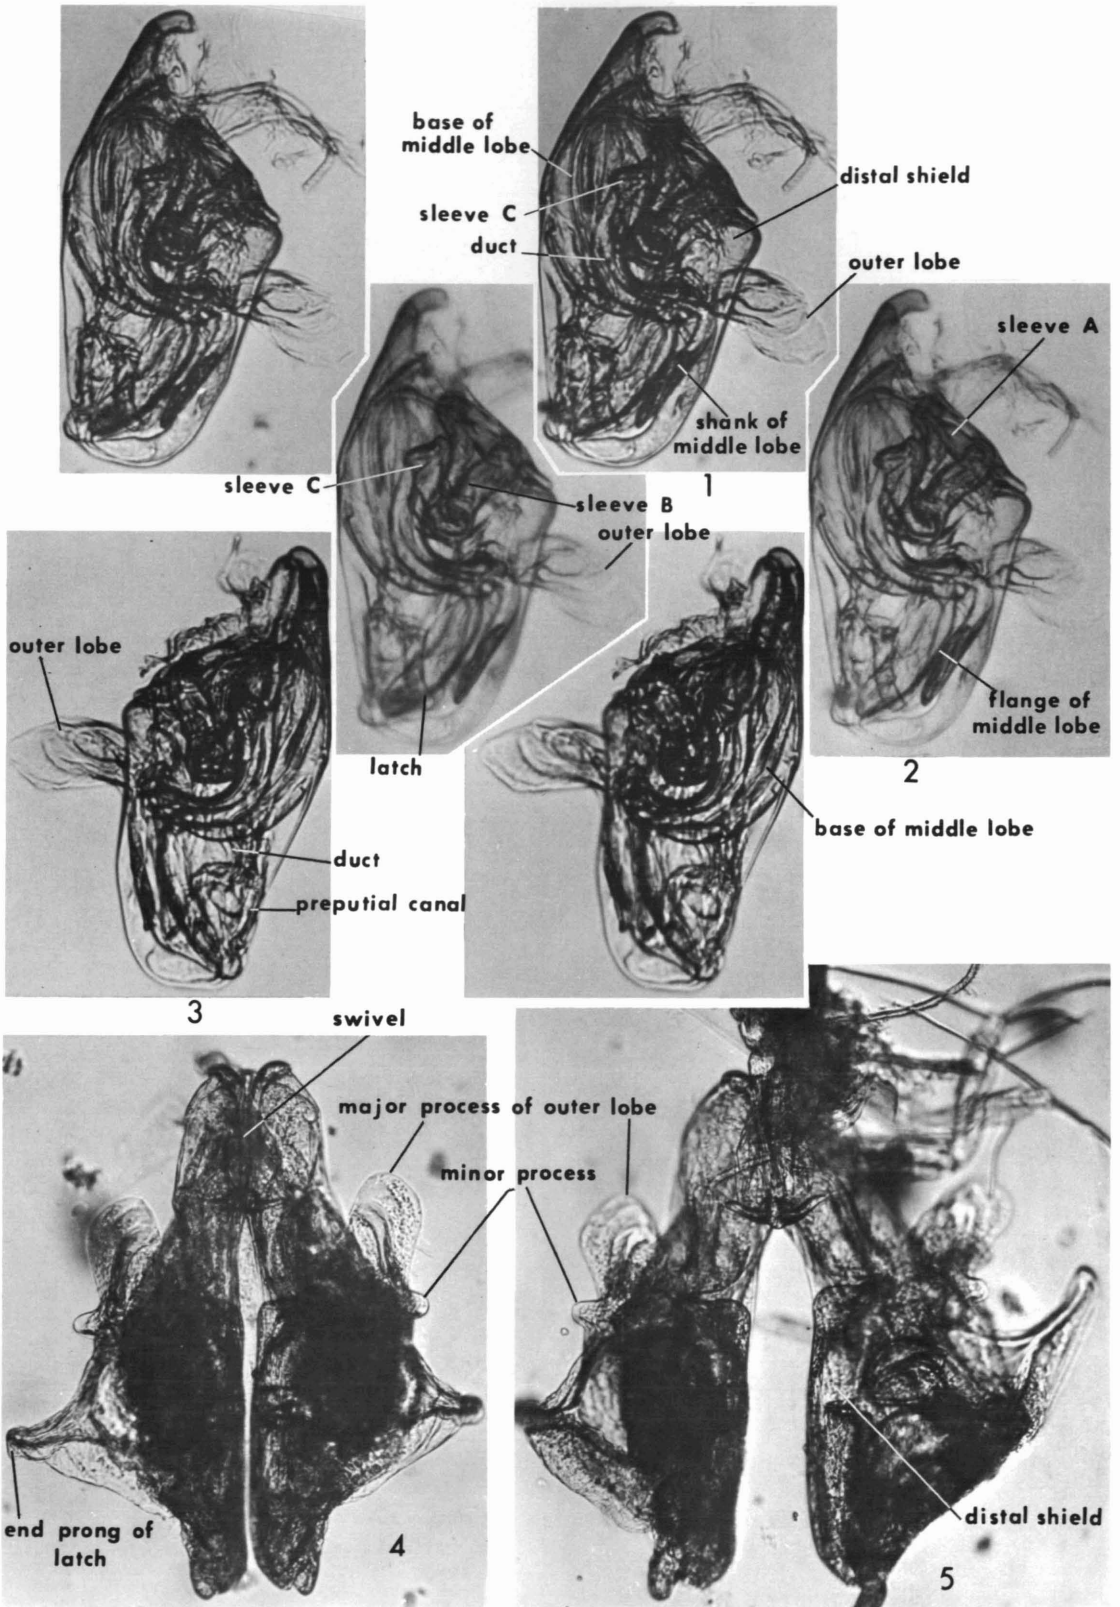 base of
middle lobe
sleeve C
duct
distal shield
outer lobe
shank of
middle lobe
1
sleeve A
sleeve C
sleeve B
outer lobe
flange of
middle lobe
latch
2
outer lobe
base of middle lobe
duct
preputial canal
3
swivel
major process of outer lobe
minor process
end prong of
latch
4
distal shield
5